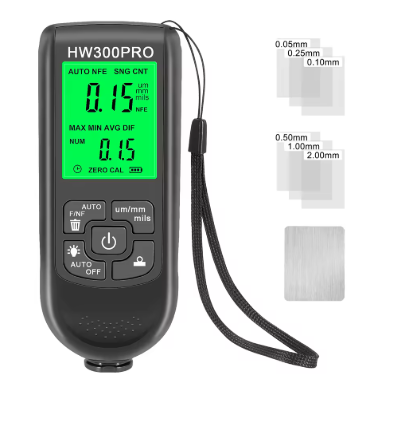 HW300PRO
AUTO NFE SNG CNT
0.15
um
mm
mils
NFE
MAX MIN AVG DIF
NUM
0.15
ZERO CAL
AUTO
F/NF
um/mm
mils
AUTO
OFF
0.05mm
0.25mm
0.10mm
0.50mm
1.00mm
2.00mm